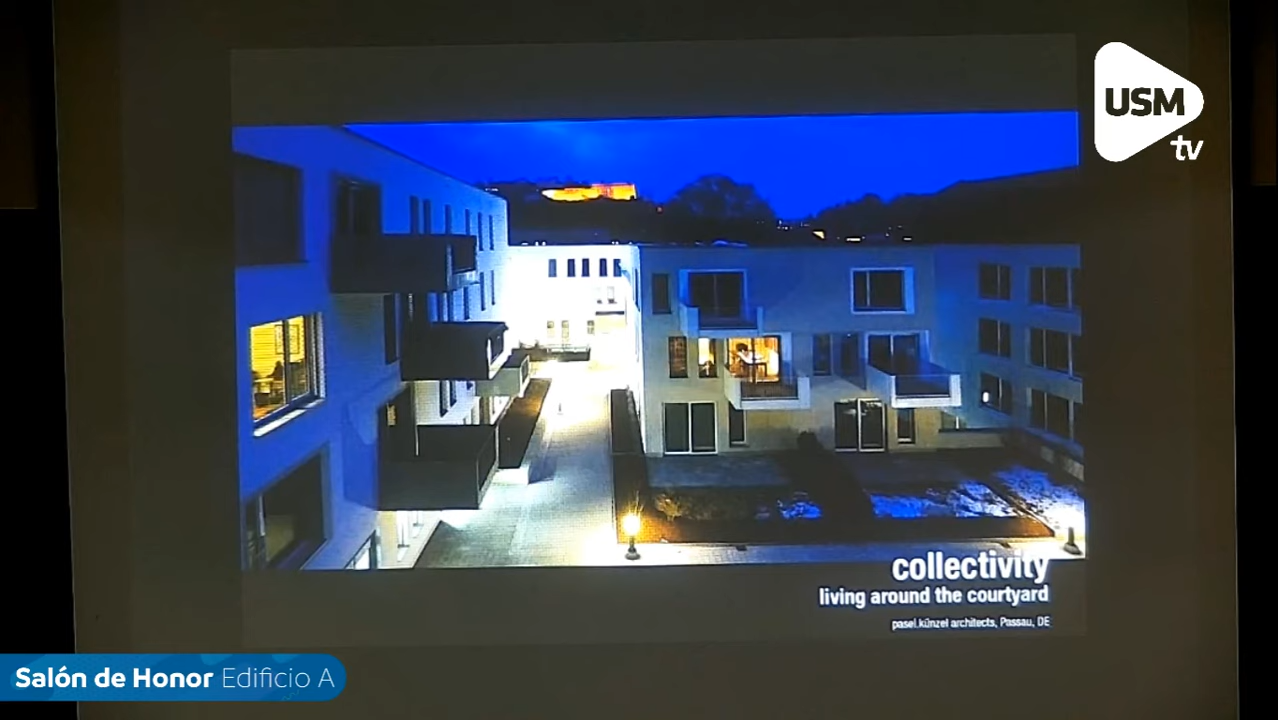 USM
tv
collectivity
living around the courtyard
pasel.künzel architects, Passau, DE
Salón de Honor Edificio A